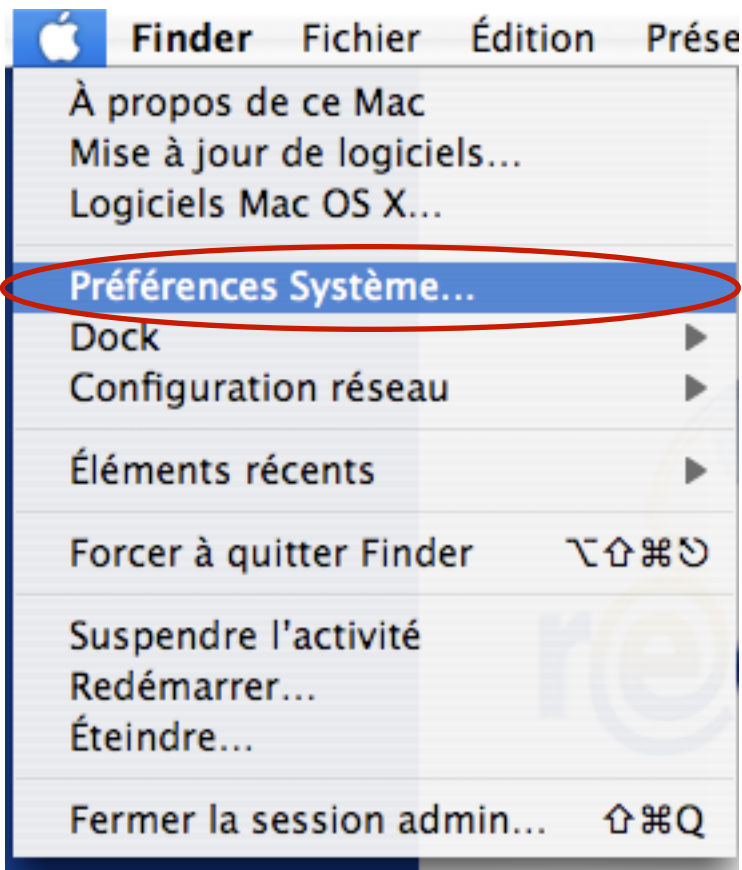 Finder Fichier Édition Prése
À propos de ce Mac
Mise à jour de logiciels...
Logiciels Mac OS X...
Préférences Système...
Dock
Configuration réseau
Éléments récents
Forcer à quitter Finder ⌥⇧⌘⎋
Suspendre l'activité
Redémarrer...
Éteindre...
Fermer la session admin... ⇧⌘Q
r@